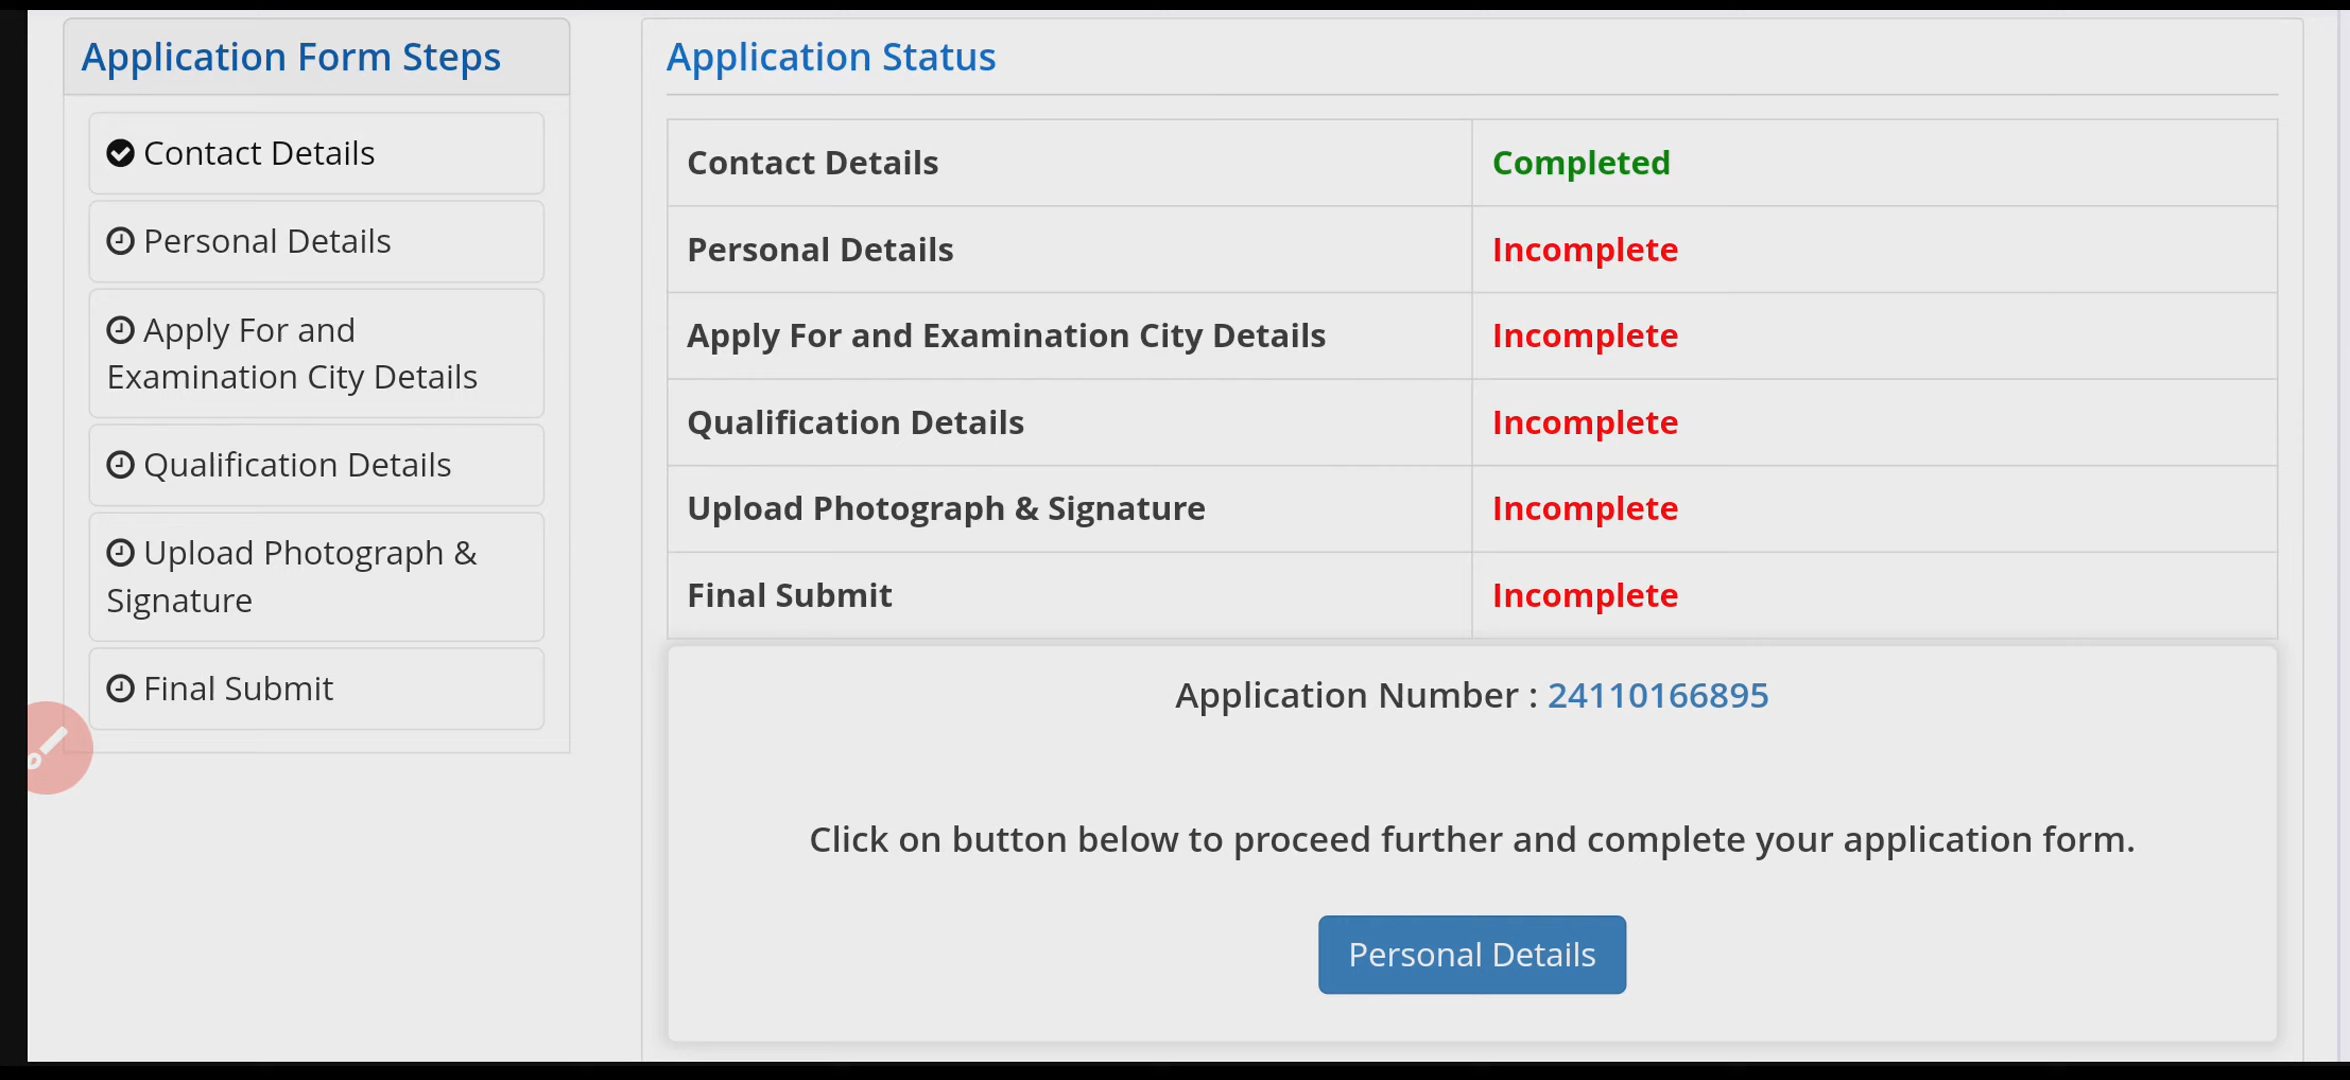 Application Form Steps
Contact Details
Personal Details
Apply For and
Examination City Details
Qualification Details
Upload Photograph &
Signature
Final Submit
Application Status
Contact Details Completed
Personal Details Incomplete
Apply For and Examination City Details Incomplete
Qualification Details Incomplete
Upload Photograph & Signature Incomplete
Final Submit Incomplete
Application Number : 24110166895
Click on button below to proceed further and complete your application form.
Personal Details